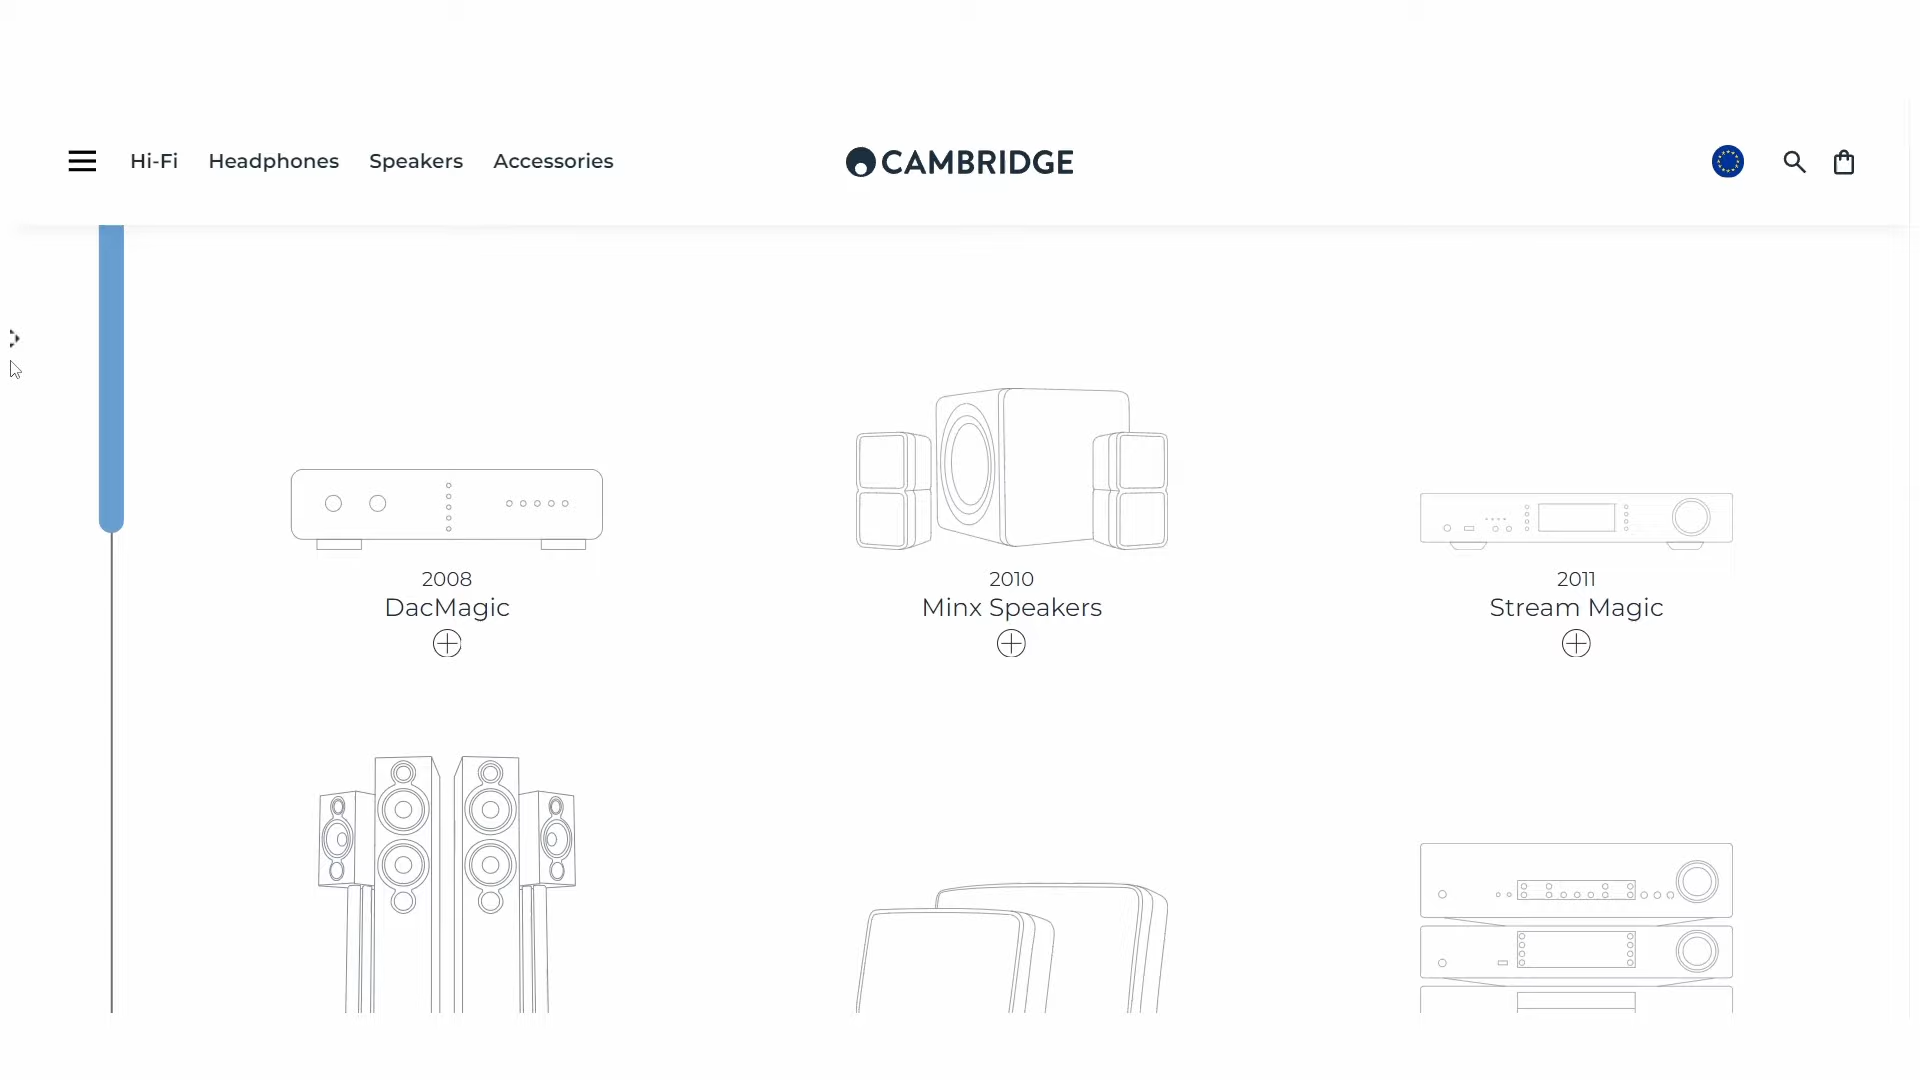 Hi-Fi Headphones Speakers Accessories CAMBRIDGE
2008 2010 2011
DacMagic Minx Speakers Stream Magic